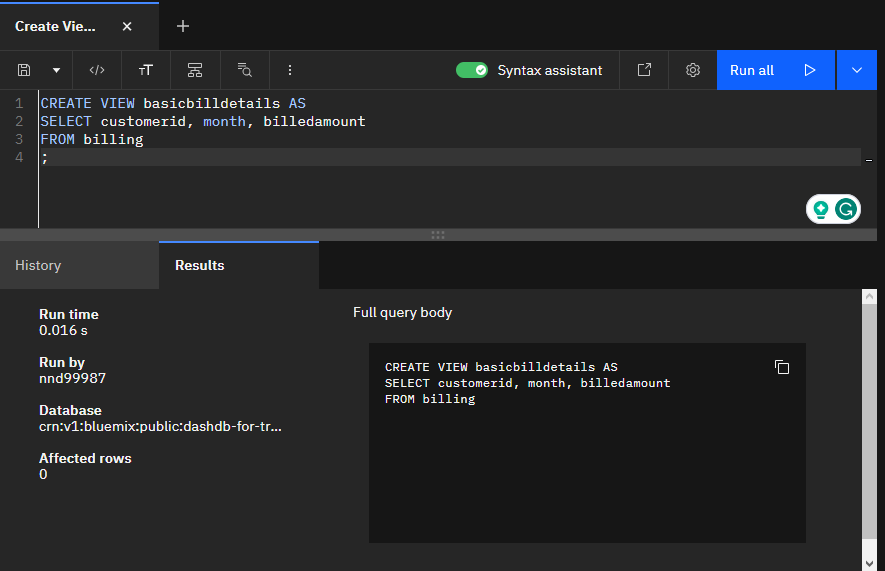 Create Vie...
Syntax assistant
Run all
1 CREATE VIEW basicbilldetails AS
2 SELECT customerid, month, billedamount
3 FROM billing
4 ;
History
Results
Run time
0.016 s
Run by
nnd99987
Database
crn:v1:bluemix:public:dashdb-for-tr...
Affected rows
0
Full query body
CREATE VIEW basicbilldetails AS
SELECT customerid, month, billedamount
FROM billing